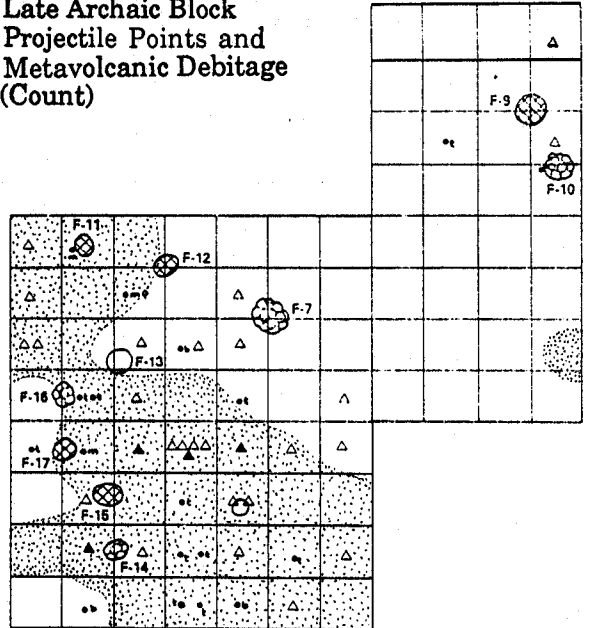 Late Archaic Block
Projectile Points and
Metavolcanic Debitage
(Count)
F-9
t
F-10
F-11
m
F-12
m
F-7
b
F-13
F-16
t t
t
t
m
F-17
F-15
t
F-14
t t
t
b
t
t
b